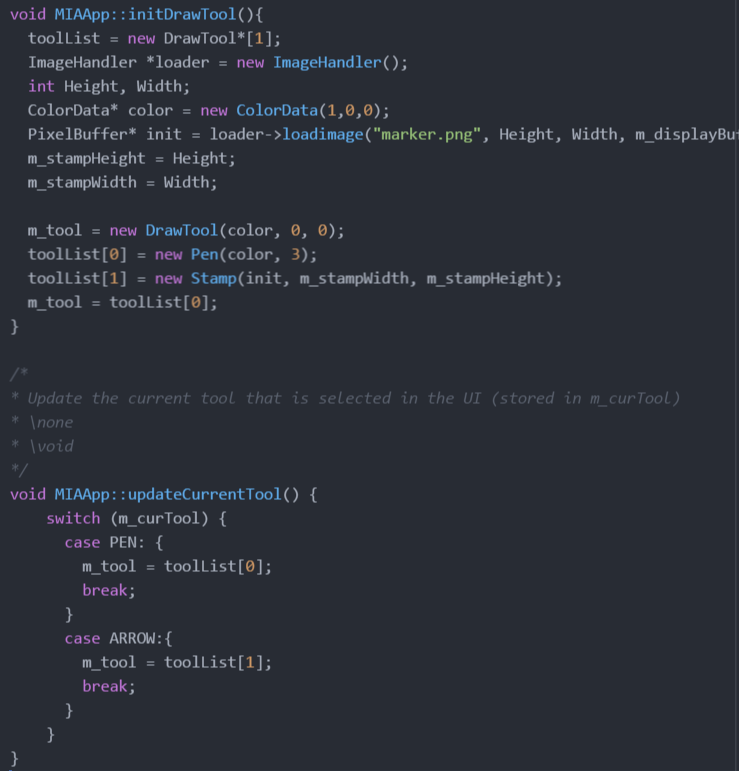 void MIAApp::initDrawTool(){
  toolList = new DrawTool*[1];
  ImageHandler *loader = new ImageHandler();
  int Height, Width;
  ColorData* color = new ColorData(1,0,0);
  PixelBuffer* init = loader->loadimage("marker.png", Height, Width, m_displayBu
  m_stampHeight = Height;
  m_stampWidth = Width;

  m_tool = new DrawTool(color, 0, 0);
  toolList[0] = new Pen(color, 3);
  toolList[1] = new Stamp(init, m_stampWidth, m_stampHeight);
  m_tool = toolList[0];
}

/*
* Update the current tool that is selected in the UI (stored in m_curTool)
* \none
* \void
*/
void MIAApp::updateCurrentTool() {
    switch (m_curTool) {
      case PEN: {
        m_tool = toolList[0];
        break;
      }
      case ARROW:{
        m_tool = toolList[1];
        break;
      }
    }
}